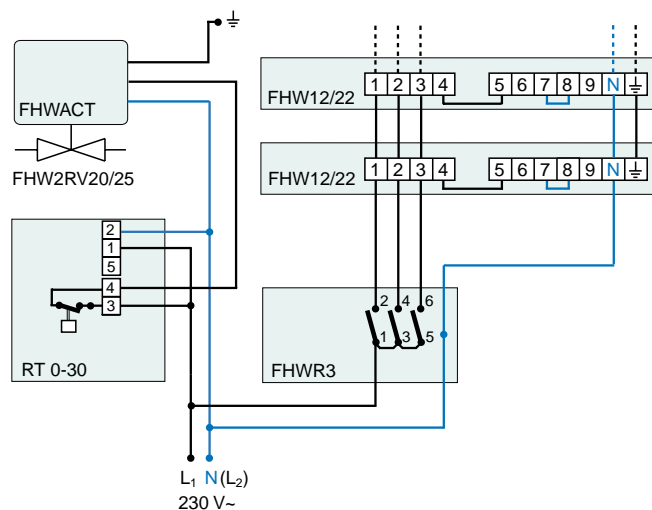 FHWACT
FHW2RV20/25
FHW12/22
1 2 3 4 5 6 7 8 9 N
FHW12/22
1 2 3 4 5 6 7 8 9 N
2
1
5
4
3
RT 0-30
2 4 6
1 3 5
FHWR3
L₁ N (L₂)
230 V~